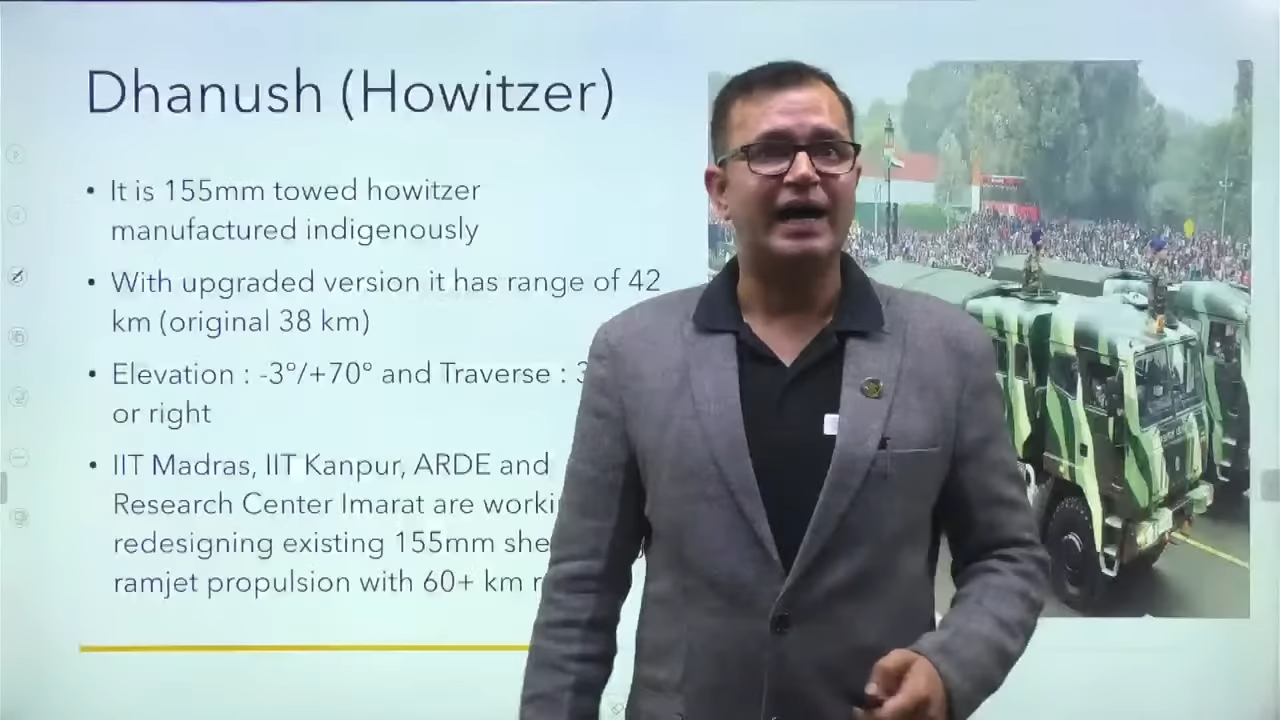 Dhanush (Howitzer)
• It is 155mm towed howitzer
manufactured indigenously
• With upgraded version it has range of 42
km (original 38 km)
• Elevation : -3°/+70° and Traverse :
or right
• IIT Madras, IIT Kanpur, ARDE and
Research Center Imarat are
redesigning existing 155mm
ramjet propulsion with 60+ km